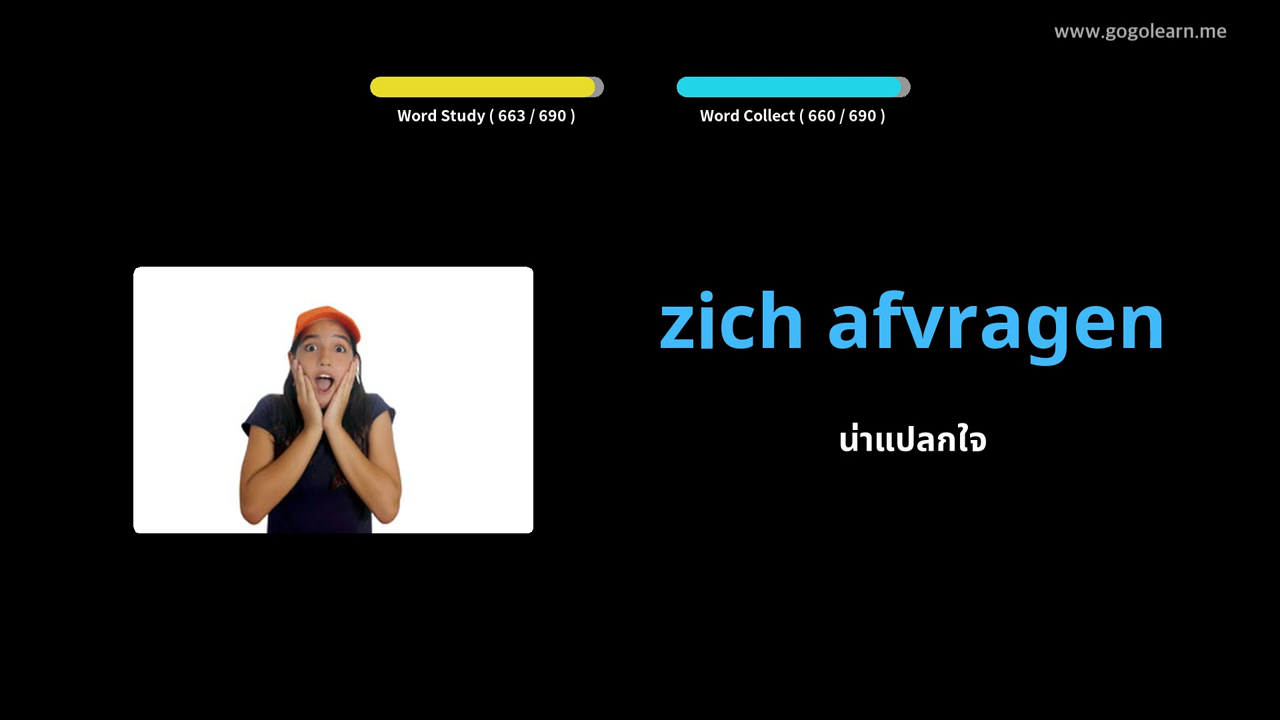 www.gogolearn.me
Word Study ( 663 / 690 )
Word Collect ( 660 / 690 )
zich afvragen
น่าแปลกใจ